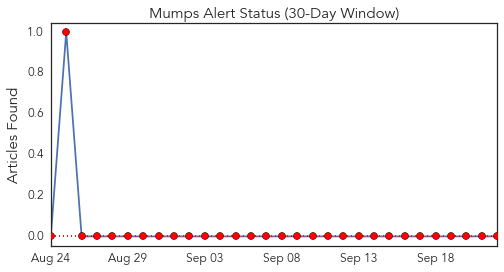 Mumps Alert Status (30-Day Window)
Articles Found
1.0
0.8
0.6
0.4
0.2
0.0
Aug 24 Aug 29 Sep 03 Sep 08 Sep 13 Sep 18